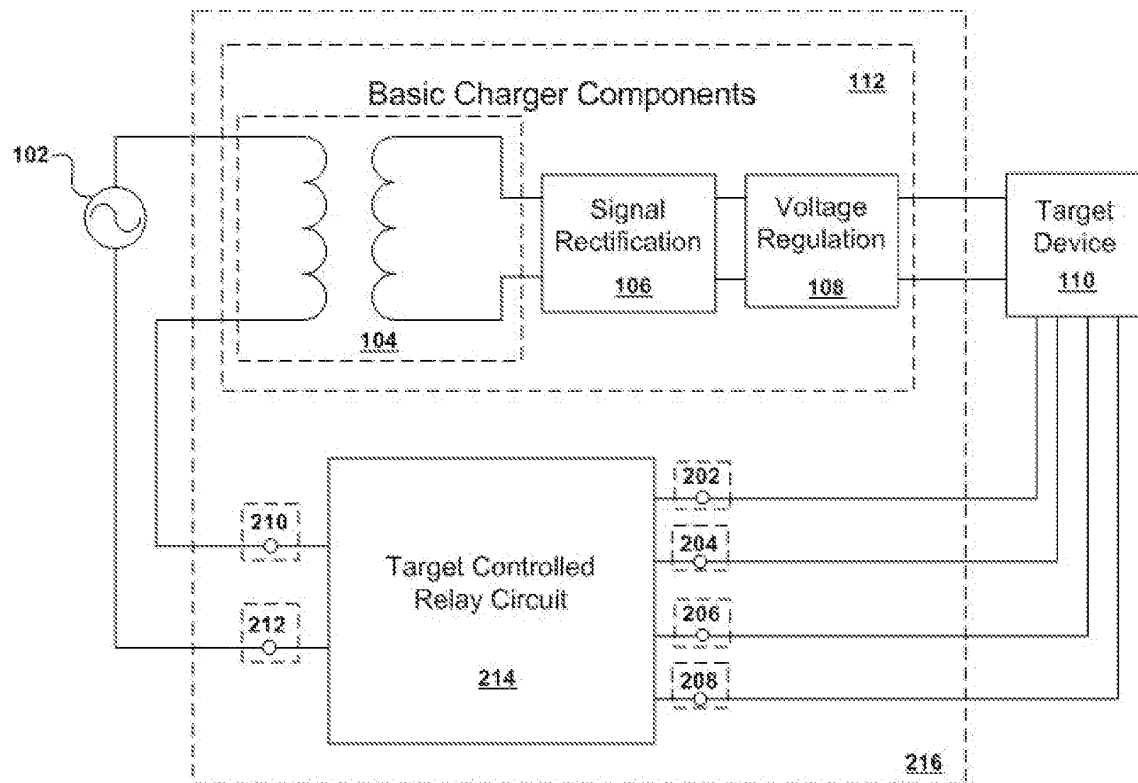 112
Basic Charger Components
102
Signal
Rectification
106
Voltage
Regulation
108
Target
Device
110
104
202
210
204
Target Controlled
Relay Circuit
212
206
214
208
216